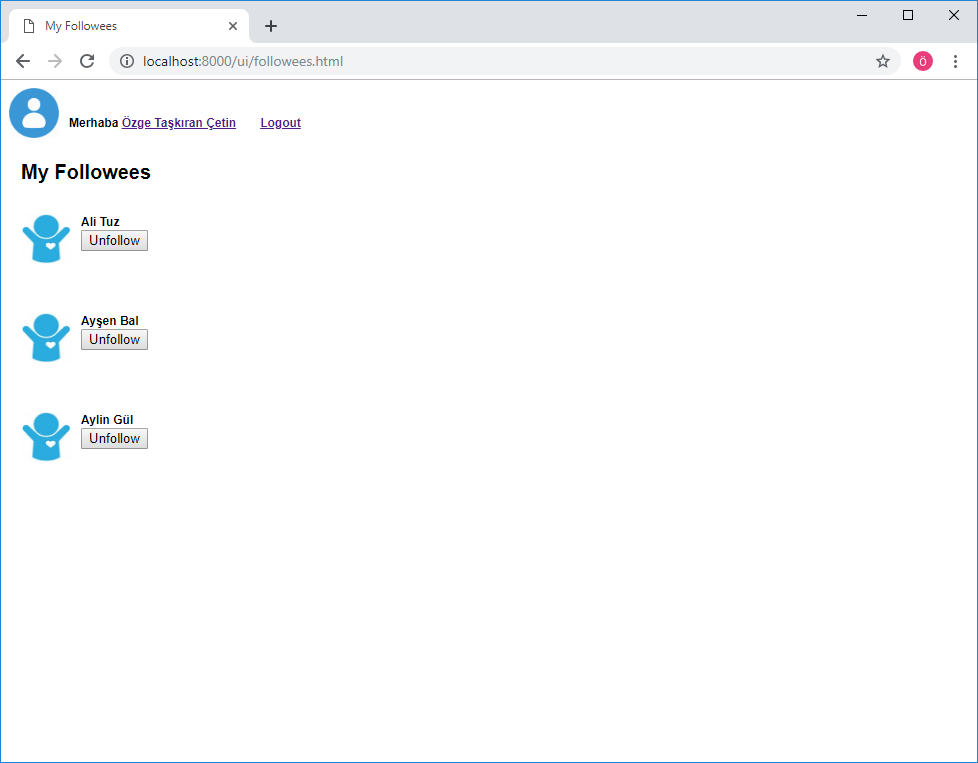 My Followees
localhost:8000/ui/followees.html
Ö
Merhaba Özge Taşkıran Çetin Logout
My Followees
Ali Tuz
Unfollow
Ayşen Bal
Unfollow
Aylin Gül
Unfollow